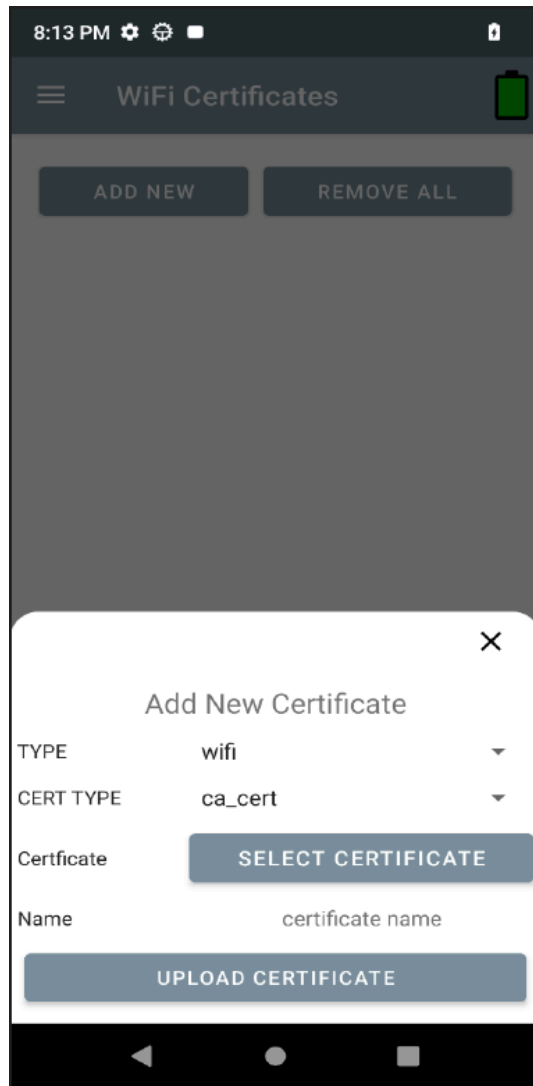 8:13 PM
WiFi Certificates
ADD NEW REMOVE ALL
Add New Certificate
TYPE wifi
CERT TYPE ca_cert
Certficate SELECT CERTIFICATE
Name certificate name
UPLOAD CERTIFICATE